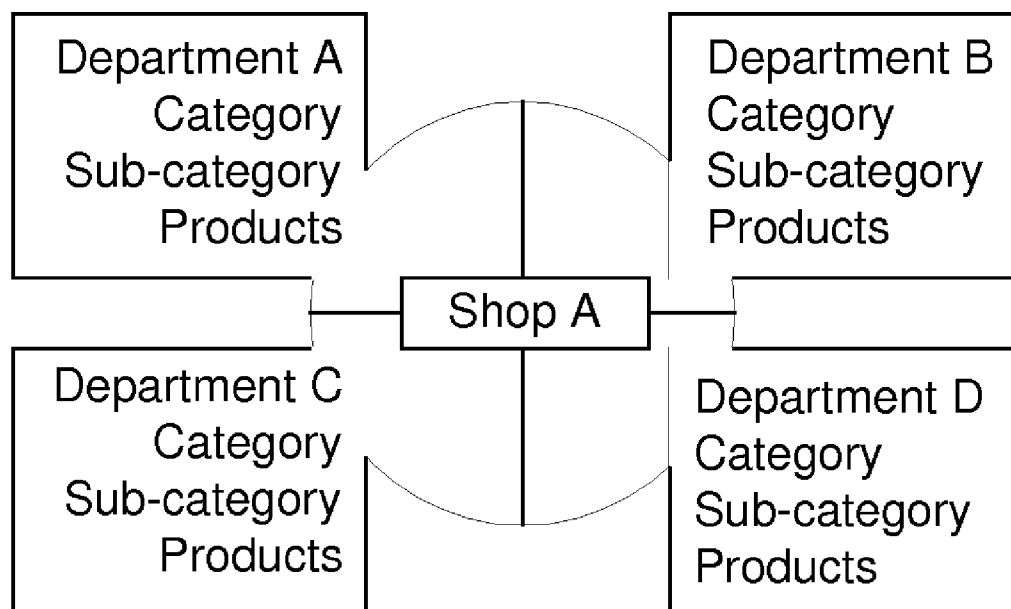 Department A
Category
Sub-category
Products
Department B
Category
Sub-category
Products
Shop A
Department C
Category
Sub-category
Products
Department D
Category
Sub-category
Products